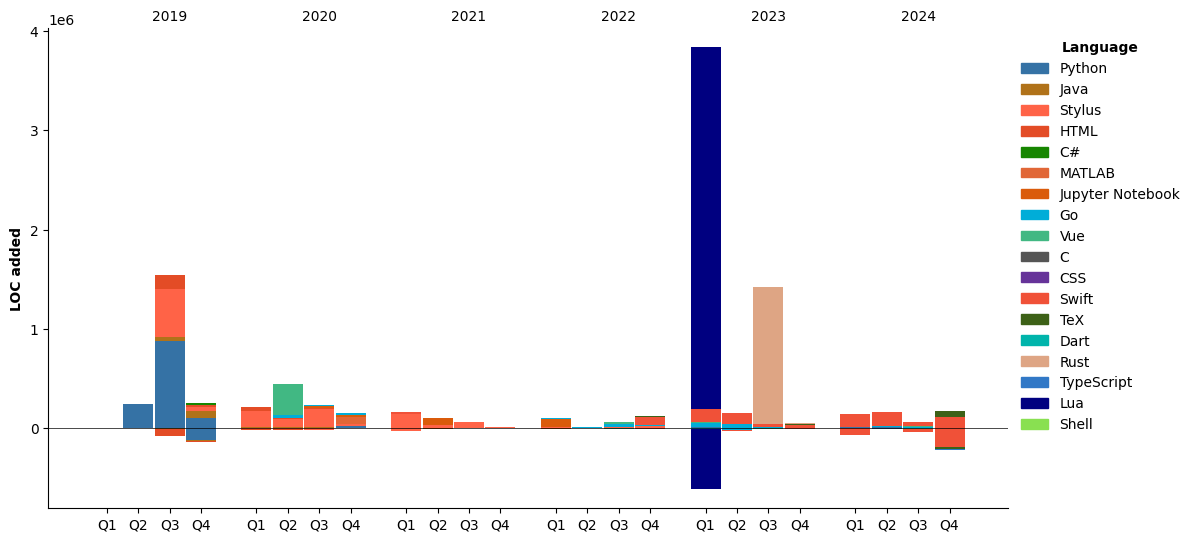 1e6
2019 2020 2021 2022 2023 2024
4
3
2
1
0
LOC added
Q1 Q2 Q3 Q4 Q1 Q2 Q3 Q4 Q1 Q2 Q3 Q4 Q1 Q2 Q3 Q4 Q1 Q2 Q3 Q4 Q1 Q2 Q3 Q4
Language
Python
Java
Stylus
HTML
C#
MATLAB
Jupyter Notebook
Go
Vue
C
CSS
Swift
TeX
Dart
Rust
TypeScript
Lua
Shell